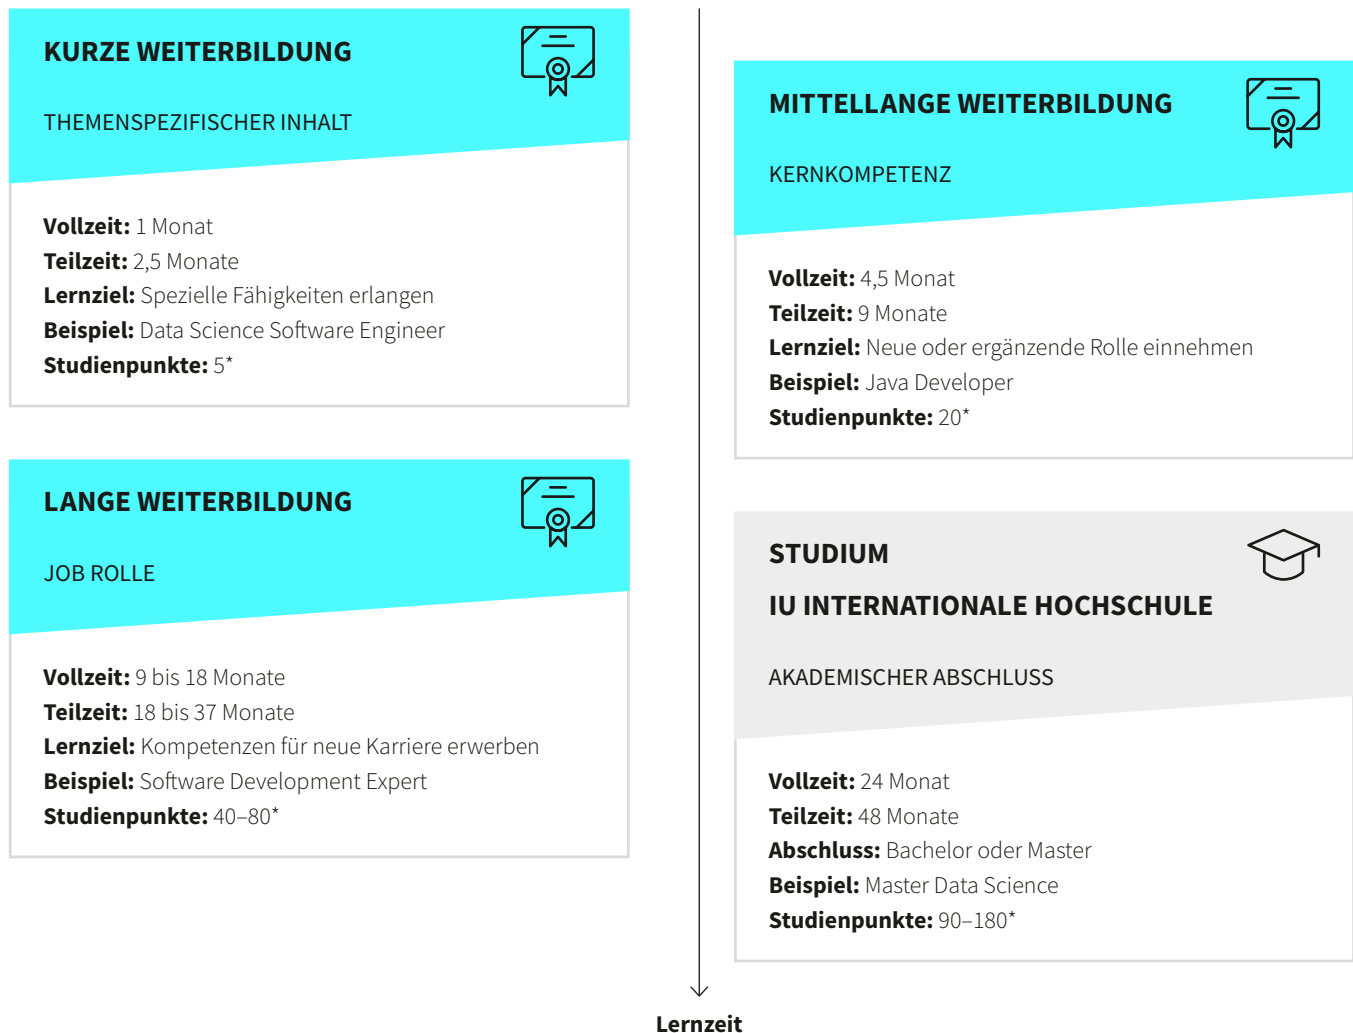 KURZE WEITERBILDUNG
THEMENSPEZIFISCHER INHALT
Vollzeit: 1 Monat
Teilzeit: 2,5 Monate
Lernziel: Spezielle Fähigkeiten erlangen
Beispiel: Data Science Software Engineer
Studienpunkte: 5*
MITTELLANGE WEITERBILDUNG
KERNKOMPETENZ
Vollzeit: 4,5 Monat
Teilzeit: 9 Monate
Lernziel: Neue oder ergänzende Rolle einnehmen
Beispiel: Java Developer
Studienpunkte: 20*
LANGE WEITERBILDUNG
JOB ROLLE
Vollzeit: 9 bis 18 Monate
Teilzeit: 18 bis 37 Monate
Lernziel: Kompetenzen für neue Karriere erwerben
Beispiel: Software Development Expert
Studienpunkte: 40–80*
STUDIUM
IU INTERNATIONALE HOCHSCHULE
AKADEMISCHER ABSCHLUSS
Vollzeit: 24 Monat
Teilzeit: 48 Monate
Abschluss: Bachelor oder Master
Beispiel: Master Data Science
Studienpunkte: 90–180*
Lernzeit